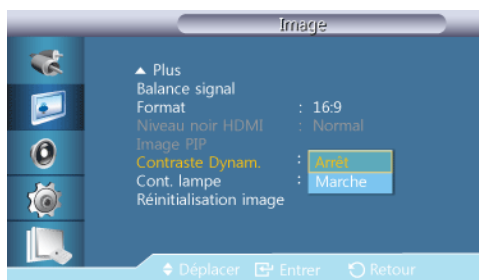 Image
▲ Plus
Balance signal
Format : 16:9
Niveau noir HDMI : Normal
Image PIP
Contraste Dynam. : Arrêt
Cont. lampe : Marche
Réinitialisation image
Déplacer Entrer Retour